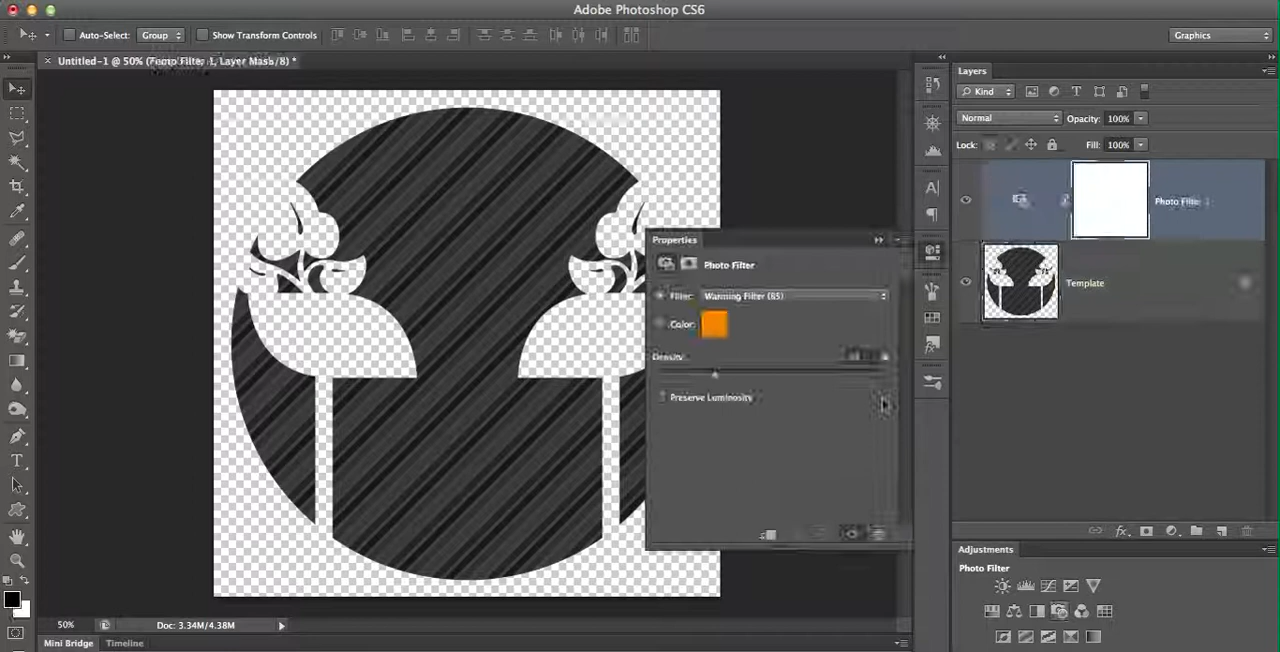 Adobe Photoshop CS6
Auto-Select: Group Show Transform Controls Graphics
× Untitled-1 @ 50% (Photo Filter 1, Layer Mask/8) *
Layers
Kind
Normal Opacity: 100%
Lock: Fill: 100%
Photo Filter 1
Template
Properties
Photo Filter
Filter: Warming Filter (85)
Color:
Density:
Preserve Luminosity
Adjustments
Photo Filter
50% Doc: 3.34M/4.38M
Mini Bridge Timeline